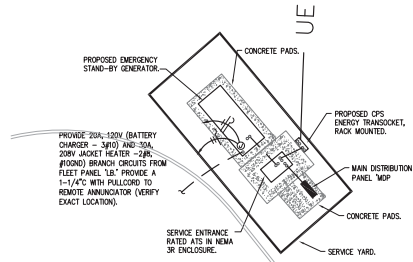 UE
PROPOSED EMERGENCY
STAND-BY GENERATOR.
CONCRETE PADS.
PROPOSED CPS
ENERGY TRANSOCKET,
RACK MOUNTED.
PROVIDE 20A, 120V (BATTERY
CHARGER - 3#10) AND 30A,
208V JACKET HEATER -2#8,
#10GND) BRANCH CIRCUITS FROM
FLEET PANEL "LB." PROVIDE A
1-1/4"C WITH PULLCORD TO
REMOTE ANNUNCIATOR (VERIFY
EXACT LOCATION).
MAIN DISTRIBUTION
PANEL "MDP"
CONCRETE PADS.
SERVICE ENTRANCE
RATED ATS IN NEMA
3R ENCLOSURE.
SERVICE YARD.